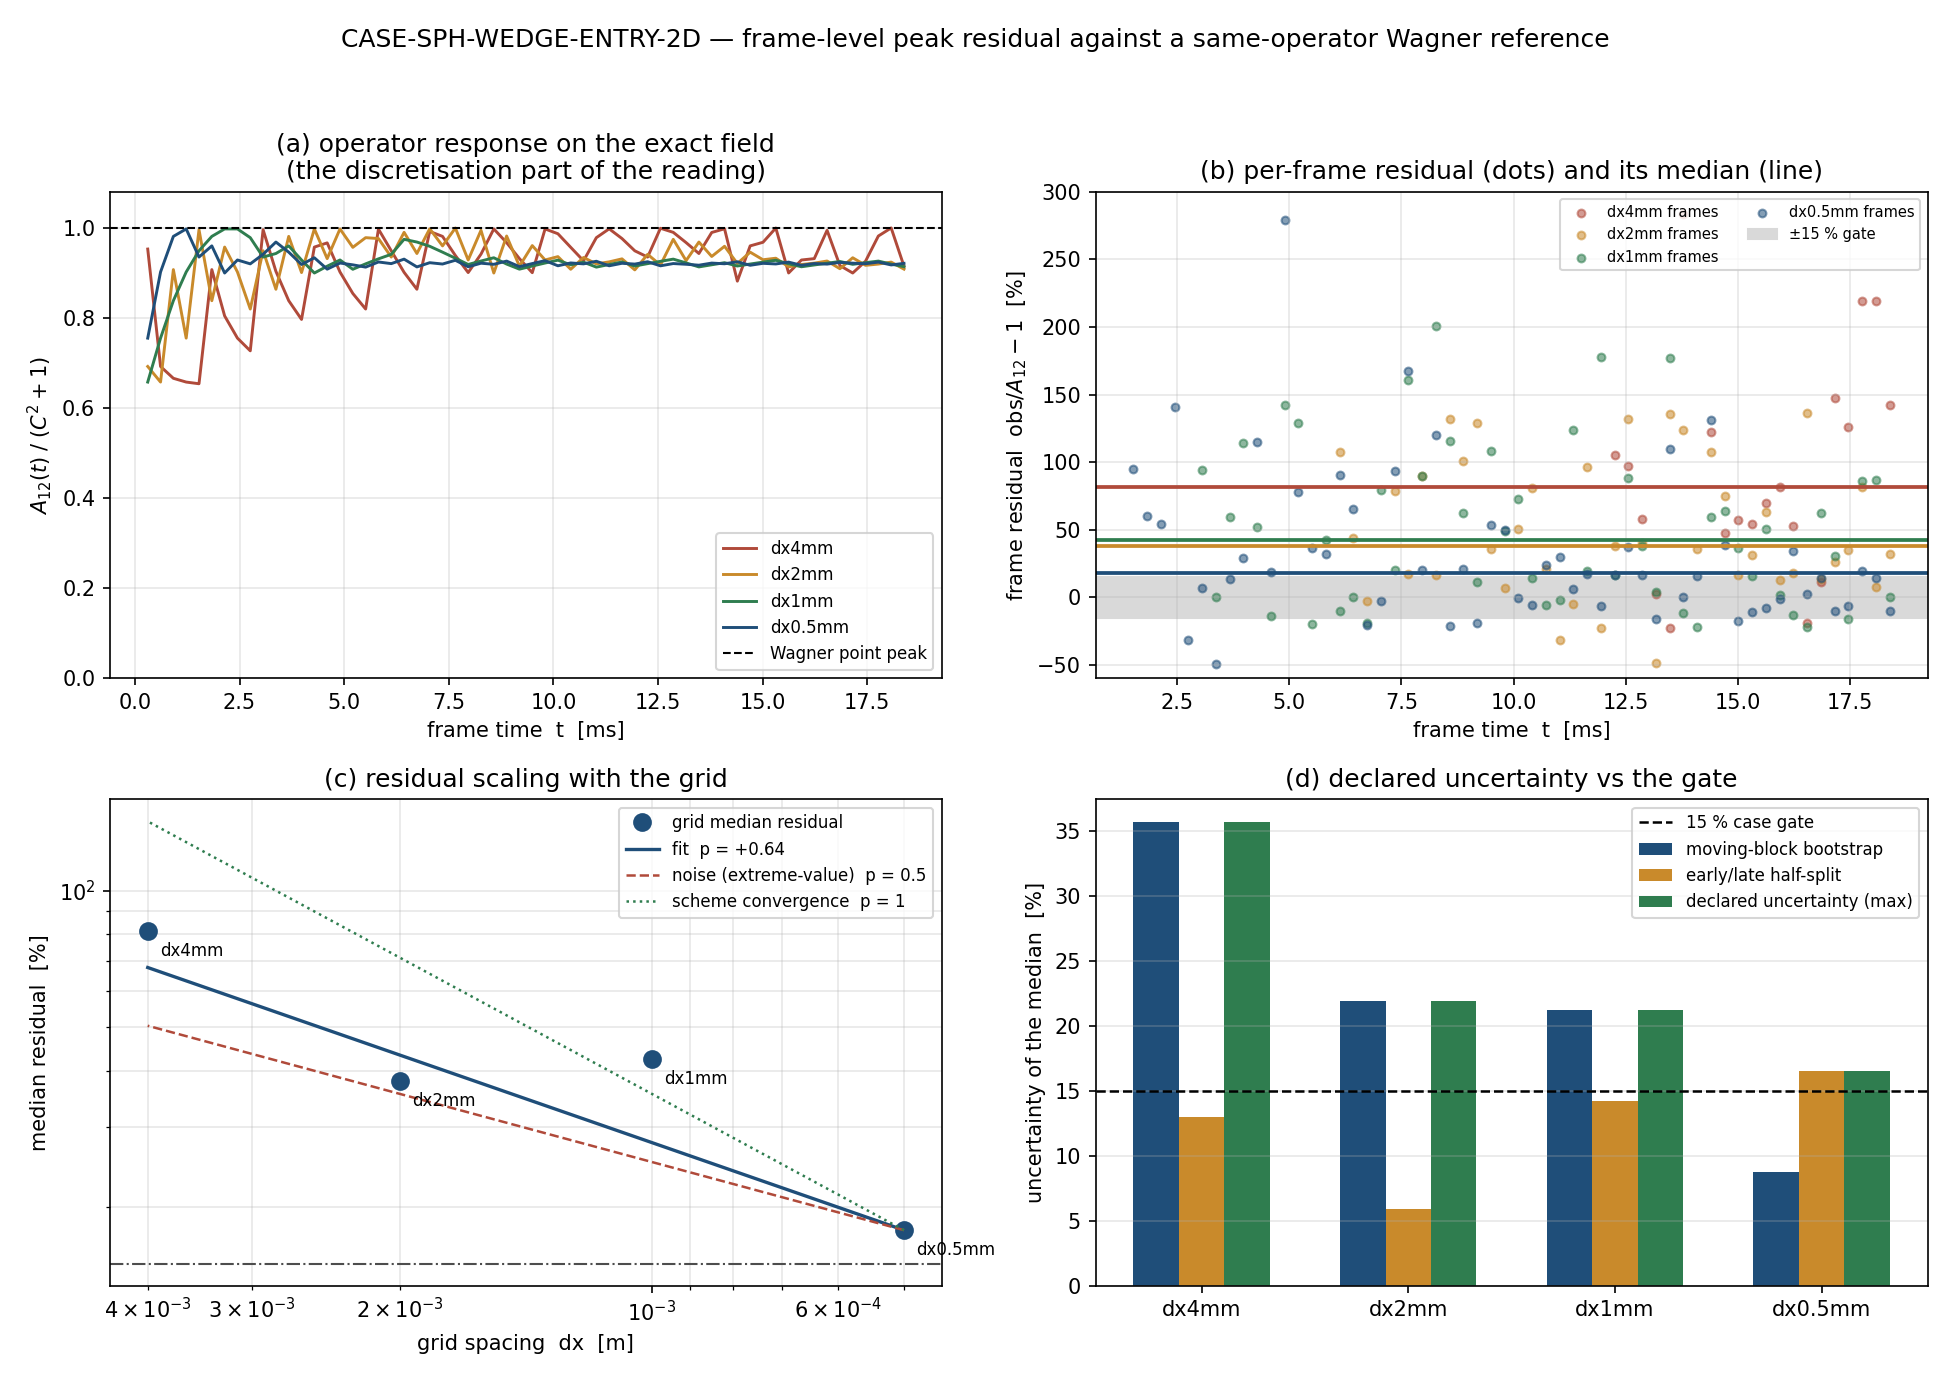 CASE-SPH-WEDGE-ENTRY-2D — frame-level peak residual against a same-operator Wagner reference
(a) operator response on the exact field
(the discretisation part of the reading)
A₁₂(t) / (C² + 1)
1.0
0.8
0.6
0.4
0.2
0.0
dx4mm
dx2mm
dx1mm
dx0.5mm
Wagner point peak
0.0 2.5 5.0 7.5 10.0 12.5 15.0 17.5
frame time t [ms]
(b) per-frame residual (dots) and its median (line)
frame residual obs/A₁₂ − 1 [%]
300
250
200
150
100
50
0
−50
dx4mm frames
dx2mm frames
dx1mm frames
dx0.5mm frames
±15 % gate
2.5 5.0 7.5 10.0 12.5 15.0 17.5
frame time t [ms]
(c) residual scaling with the grid
median residual [%]
10²
grid median residual
fit p = +0.64
noise (extreme-value) p = 0.5
scheme convergence p = 1
dx4mm
dx2mm
dx1mm
dx0.5mm
4 × 10⁻³ 3 × 10⁻³ 2 × 10⁻³ 10⁻³ 6 × 10⁻⁴
grid spacing dx [m]
(d) declared uncertainty vs the gate
uncertainty of the median [%]
35
30
25
20
15
10
5
0
15 % case gate
moving-block bootstrap
early/late half-split
declared uncertainty (max)
dx4mm dx2mm dx1mm dx0.5mm